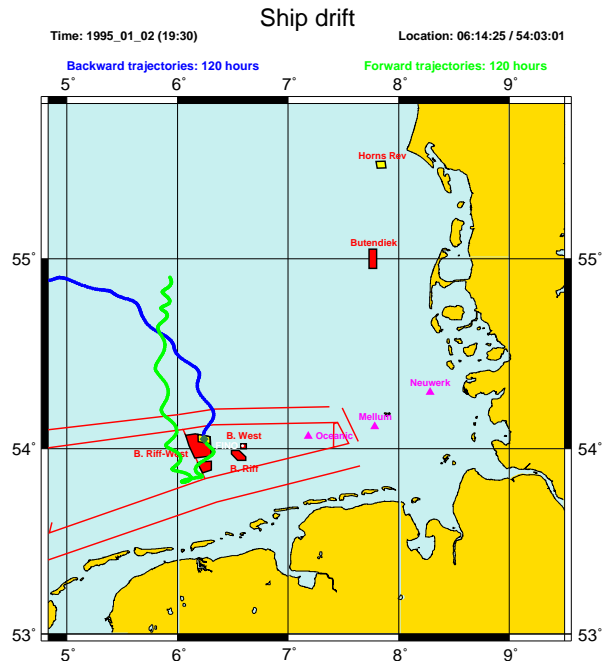 Ship drift
Time: 1995_01_02 (19:30) Location: 06:14:25 / 54:03:01
Backward trajectories: 120 hours Forward trajectories: 120 hours
5° 6° 7° 8° 9°
Horns Rev
Butendiek
55° 55°
Neuwerk
Mellum
B. West Oceanic
54° 54°
B. Riff-West
B. Riff
53° 53°
5° 6° 7° 8° 9°